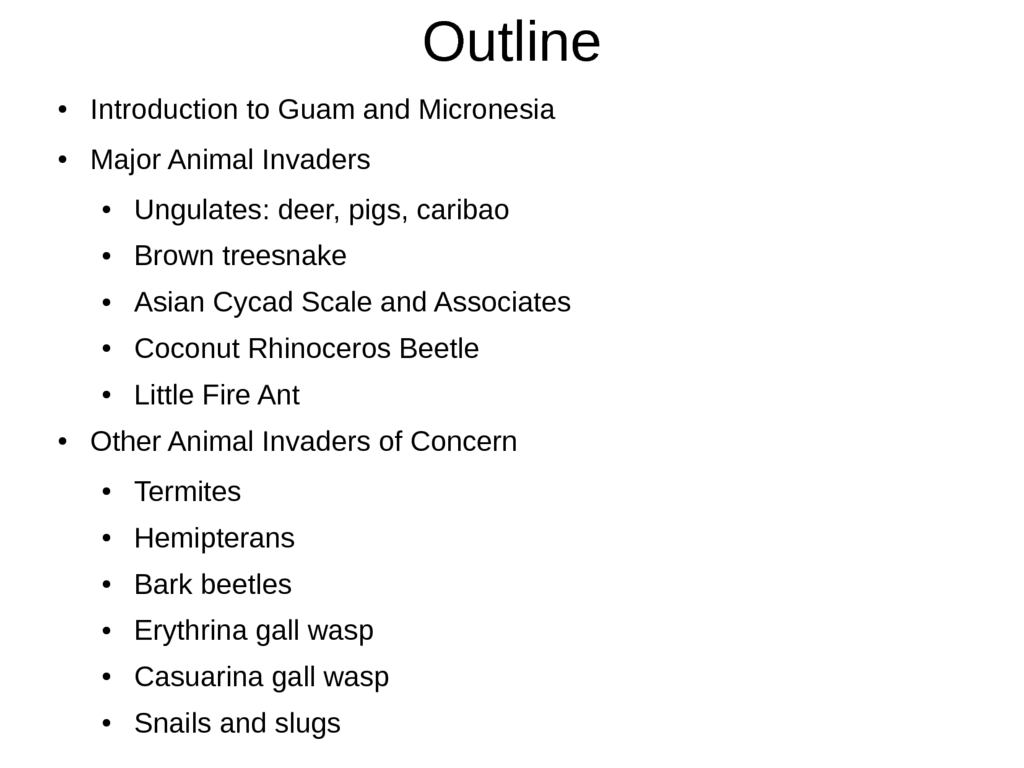 Outline
• Introduction to Guam and Micronesia
• Major Animal Invaders
• Ungulates: deer, pigs, caribao
• Brown treesnake
• Asian Cycad Scale and Associates
• Coconut Rhinoceros Beetle
• Little Fire Ant
• Other Animal Invaders of Concern
• Termites
• Hemipterans
• Bark beetles
• Erythrina gall wasp
• Casuarina gall wasp
• Snails and slugs